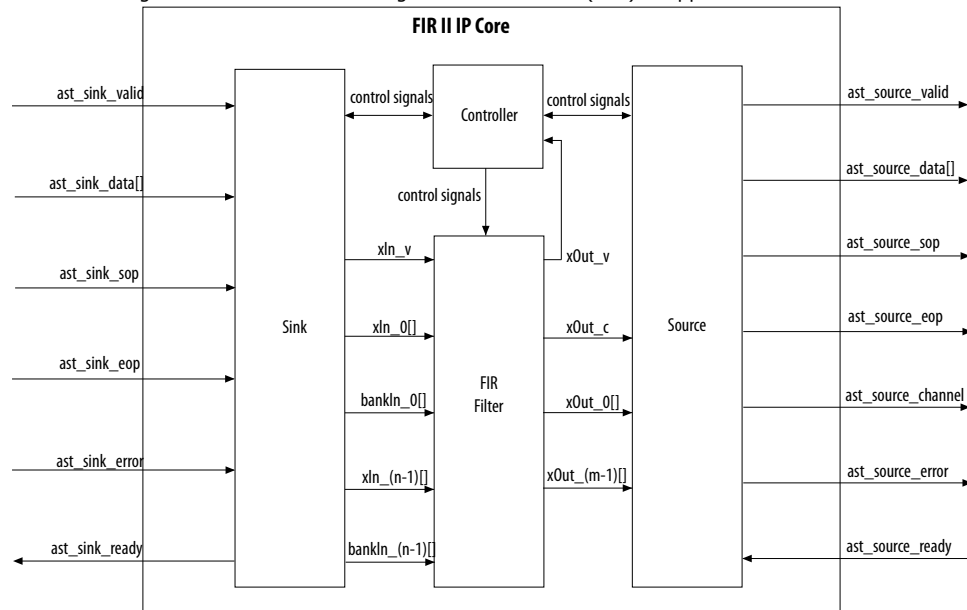 FIR II IP Core
ast_sink_valid
control signals
Controller
control signals
ast_source_valid
ast_sink_data[]
control signals
ast_source_data[]
xIn_v
xOut_v
ast_source_sop
ast_sink_sop
Sink
xIn_0[]
xOut_c
Source
ast_source_eop
ast_sink_eop
FIR
Filter
bankIn_0[]
xOut_0[]
ast_source_channel
ast_sink_error
xIn_(n-1)[]
xOut_(m-1)[]
ast_source_error
ast_sink_ready
bankIn_(n-1)[]
ast_source_ready